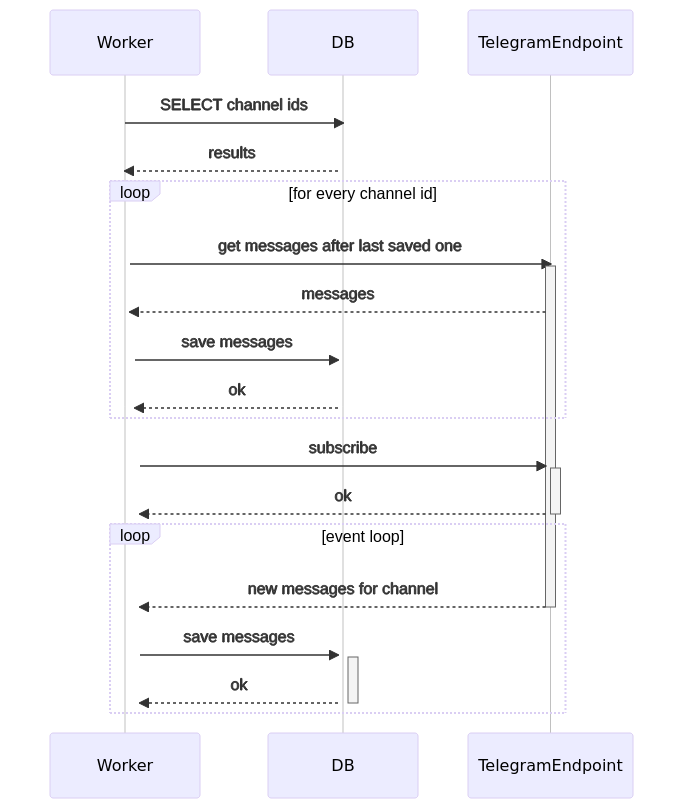 Worker DB TelegramEndpoint
SELECT channel ids
results
loop [for every channel id]
get messages after last saved one
messages
save messages
ok
subscribe
ok
loop [event loop]
new messages for channel
save messages
ok
Worker DB TelegramEndpoint